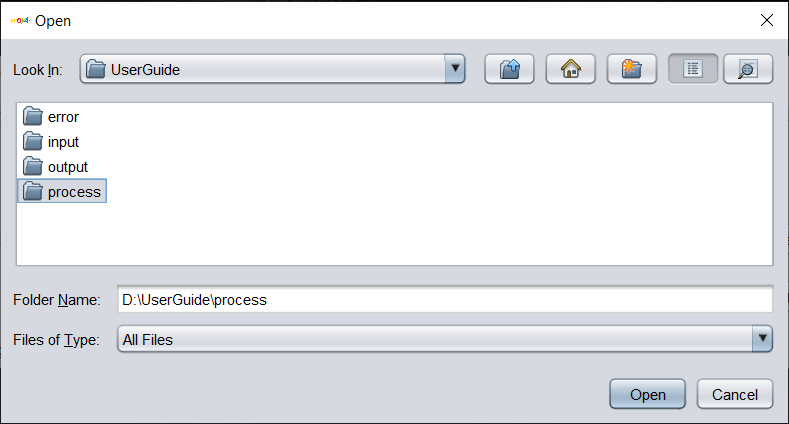 Open
Look In: UserGuide
error
input
output
process
Folder Name: D:\UserGuide\process
Files of Type: All Files
Open Cancel